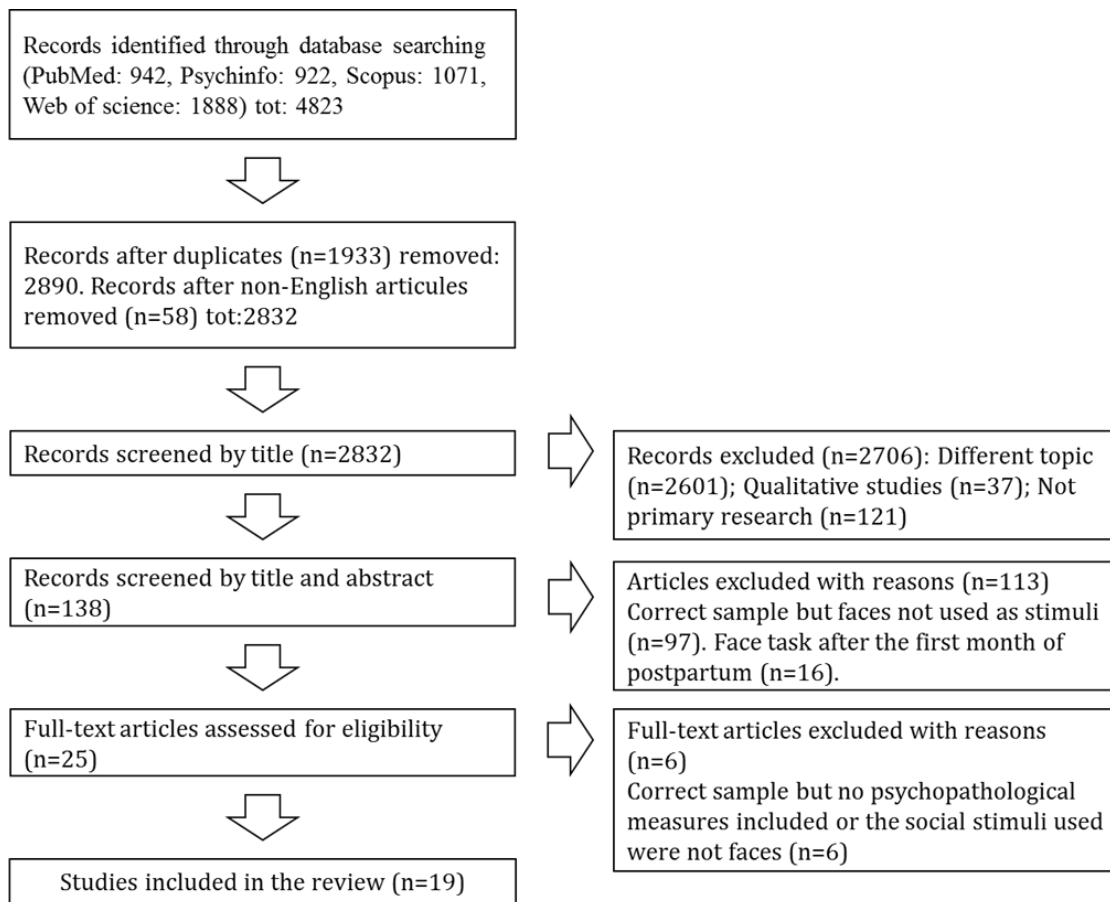 Records identified through database searching
(PubMed: 942, Psychinfo: 922, Scopus: 1071,
Web of science: 1888) tot: 4823
Records after duplicates (n=1933) removed:
2890. Records after non-English articules
removed (n=58) tot:2832
Records screened by title (n=2832)
Records excluded (n=2706): Different topic
(n=2601); Qualitative studies (n=37); Not
primary research (n=121)
Records screened by title and abstract
(n=138)
Articles excluded with reasons (n=113)
Correct sample but faces not used as stimuli
(n=97). Face task after the first month of
postpartum (n=16).
Full-text articles assessed for eligibility
(n=25)
Full-text articles excluded with reasons
(n=6)
Correct sample but no psychopathological
measures included or the social stimuli used
were not faces (n=6)
Studies included in the review (n=19)